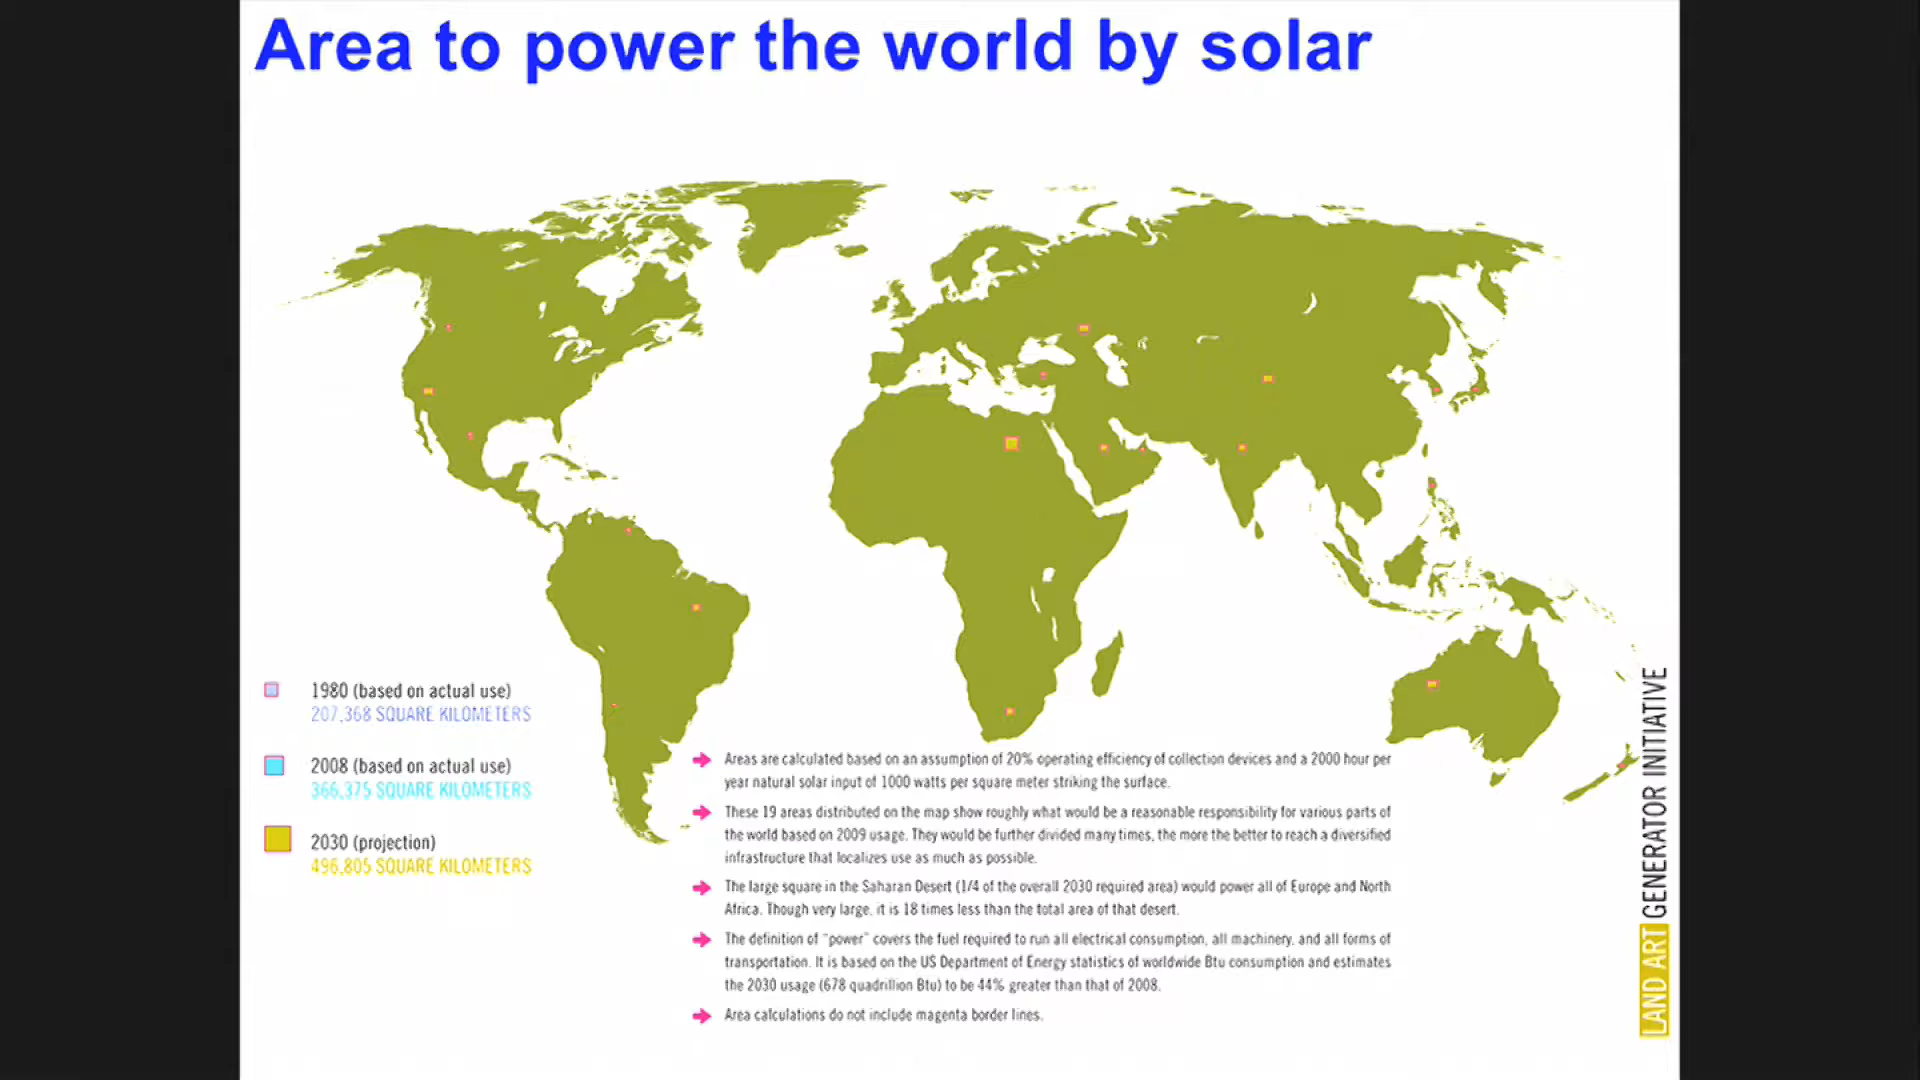 Area to power the world by solar
1980 (based on actual use)
207,368 SQUARE KILOMETERS
2008 (based on actual use)
366,375 SQUARE KILOMETERS
2030 (projection)
496,805 SQUARE KILOMETERS
Areas are calculated based on an assumption of 20% operating efficiency of collection devices and a 2000 hour per
year natural solar input of 1000 watts per square meter striking the surface.
These 19 areas distributed on the map show roughly what would be a reasonable responsibility for various parts of
the world based on 2009 usage. They would be further divided many times, the more the better to reach a diversified
infrastructure that localizes use as much as possible.
The large square in the Saharan Desert (1/4 of the overall 2030 required area) would power all of Europe and North
Africa. Though very large, it is 18 times less than the total area of that desert.
The definition of "power" covers the fuel required to run all electrical consumption, all machinery, and all forms of
transportation. It is based on the US Department of Energy statistics of worldwide Btu consumption and estimates
the 2030 usage (678 quadrillion Btu) to be 44% greater than that of 2008.
Area calculations do not include magenta border lines.
LAND ART GENERATOR INITIATIVE